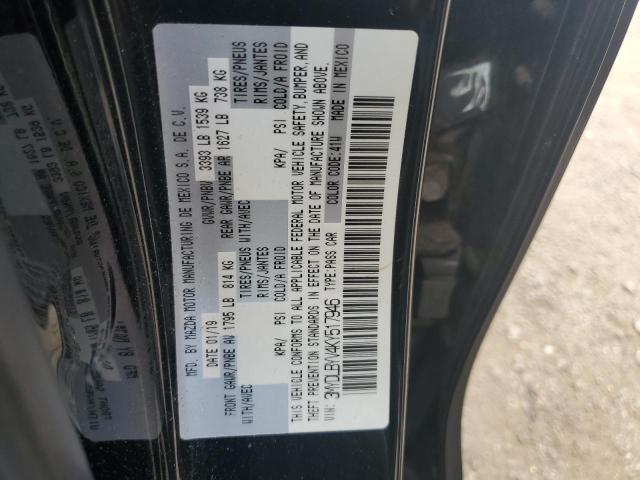 MFD. BY MAZDA MOTOR MANUFACTURING DE MEXICO S.A. DE C.V.
DATE 01/19 GVWR/PNBV 3393 LB 1539 KG
FRONT GAWR/PNBE AV 1795 LB 814 KG REAR GAWR/PNBE AR 1627 LB 738 KG
WITH/AVEC TIRES/PNEUS WITH/AVEC TIRES/PNEUS
RIMS/JANTES RIMS/JANTES
KPA/ PSI COLD/A FROID KPA/ PSI COLD/A FROID
THIS VEHICLE CONFORMS TO ALL APPLICABLE FEDERAL MOTOR VEHICLE SAFETY, BUMPER, AND
THEFT PREVENTION STANDARDS IN EFFECT ON THE DATE OF MANUFACTURE SHOWN ABOVE.
VIN: 3MYDLBYV4KY517946 TYPE:PASS CAR COLOR CODE:41W MADE IN MEXICO